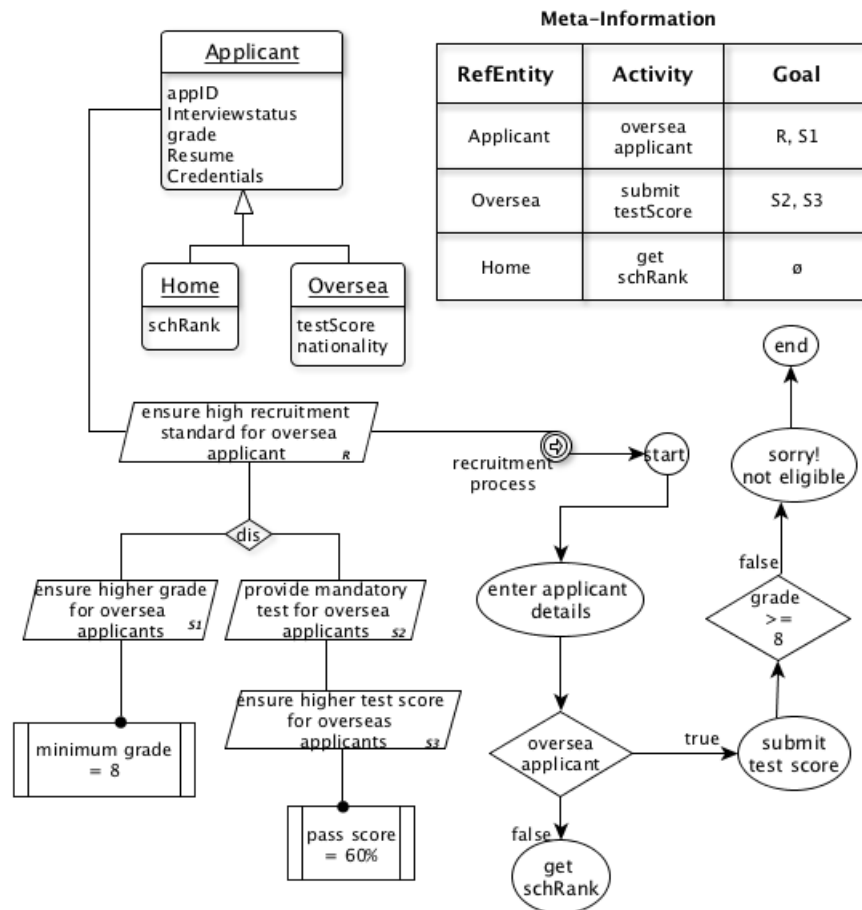 Meta-Information
RefEntity Activity Goal
Applicant
oversea
applicant
R, S1
Oversea
submit
testScore
S2, S3
Home
get
schRank
ø
Applicant
appID
Interviewstatus
grade
Resume
Credentials
Home
schRank
Oversea
testScore
nationality
ensure high recruitment
standard for oversea
applicant
R
recruitment
process
start
end
sorry!
not eligible
false
grade
>=
8
dis
ensure higher grade
for oversea
applicants
S1
provide mandatory
test for oversea
applicants
S2
enter applicant
details
ensure higher test score
for overseas
applicants
S3
minimum grade
= 8
pass score
= 60%
oversea
applicant
true
submit
test score
false
get
schRank